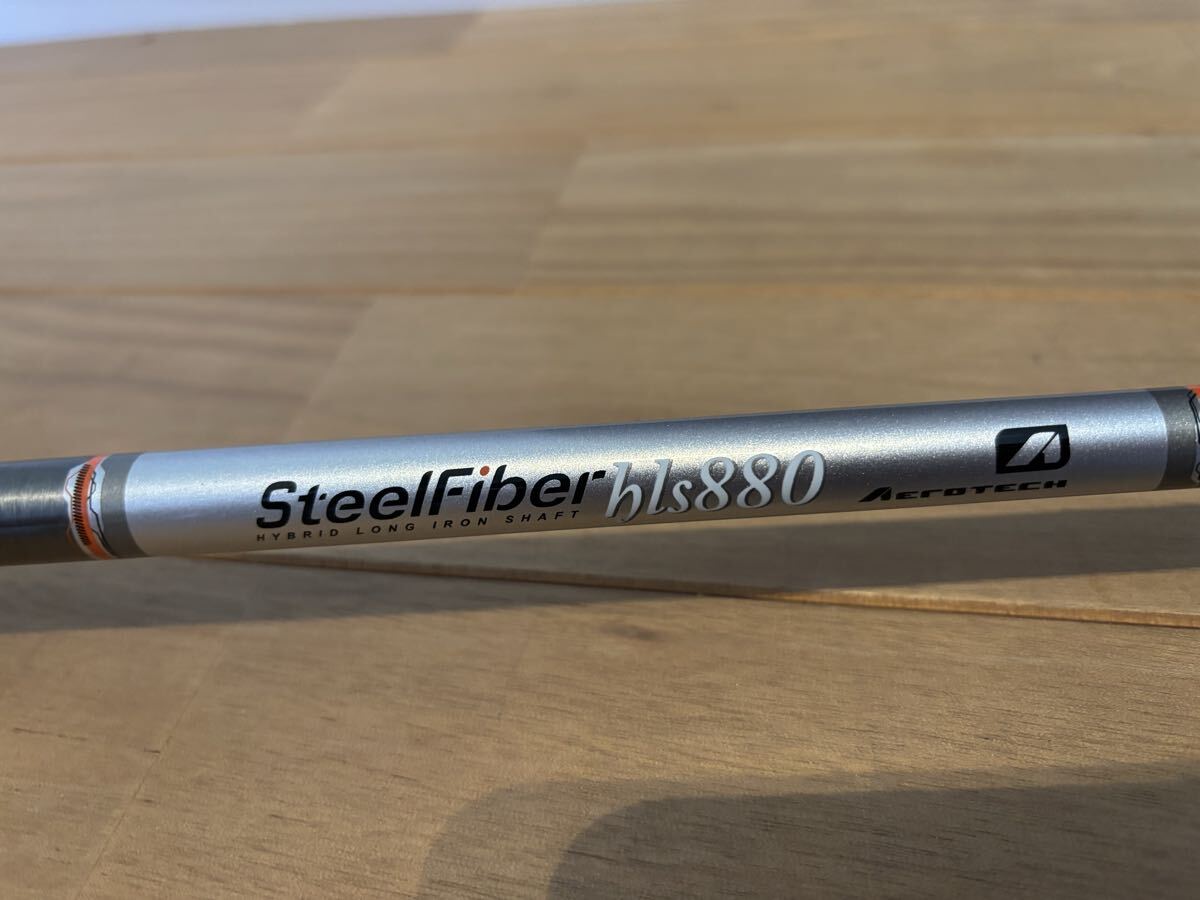 SteelFiber hls880
HYBRID LONG IRON SHAFT
AEROTECH